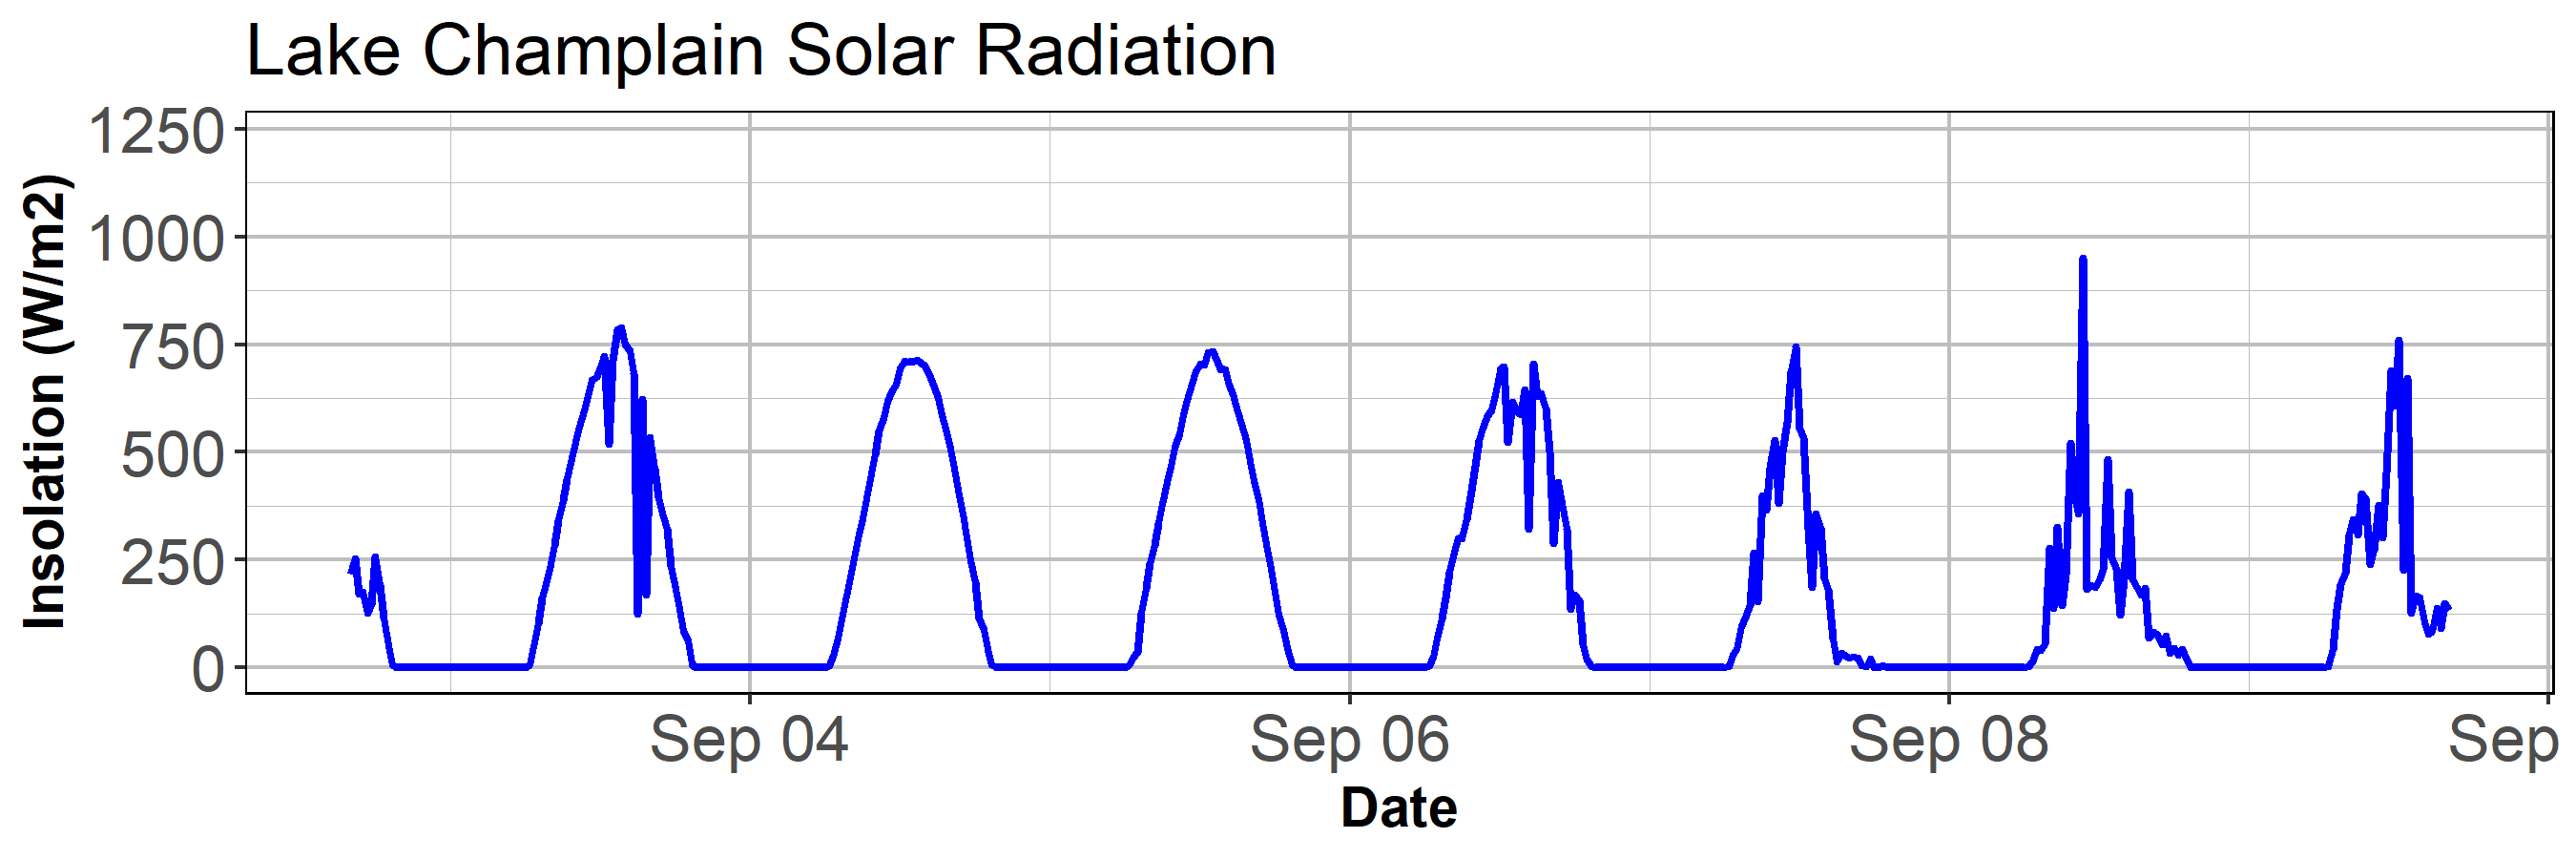 Lake Champlain Solar Radiation
1250
1000
750
500
250
0
Insolation (W/m2)
Sep 04
Sep 06
Sep 08
Sep
Date